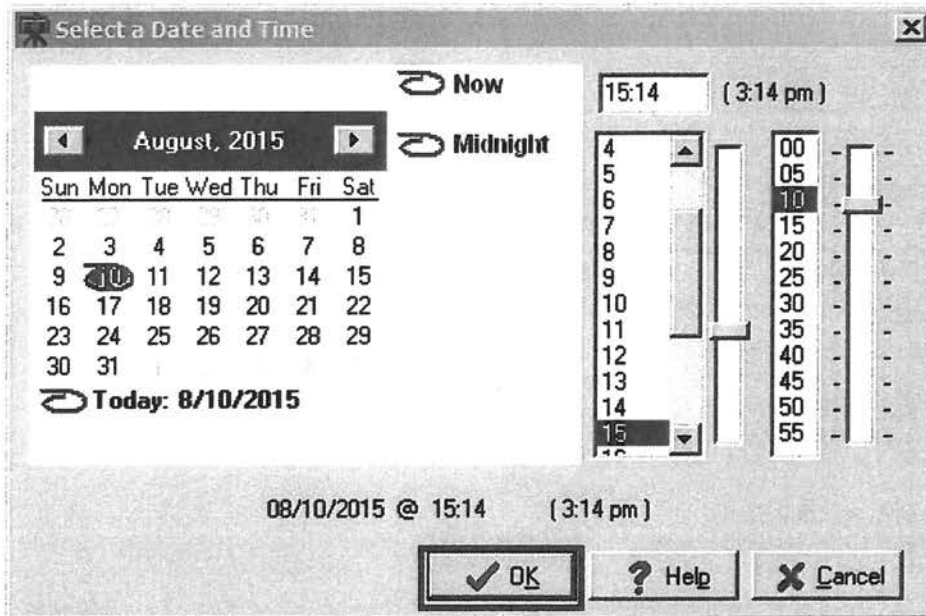 Select a Date and Time
Now
Midnight
August, 2015
Sun Mon Tue Wed Thu Fri Sat
1
2 3 4 5 6 7 8
9 10 11 12 13 14 15
16 17 18 19 20 21 22
23 24 25 26 27 28 29
30 31
Today: 8/10/2015
15:14 ( 3:14 pm )
4
5
6
7
8
9
10
11
12
13
14
15
00
05
10
15
20
25
30
35
40
45
50
55
08/10/2015 @ 15:14 ( 3:14 pm )
OK
Help
Cancel